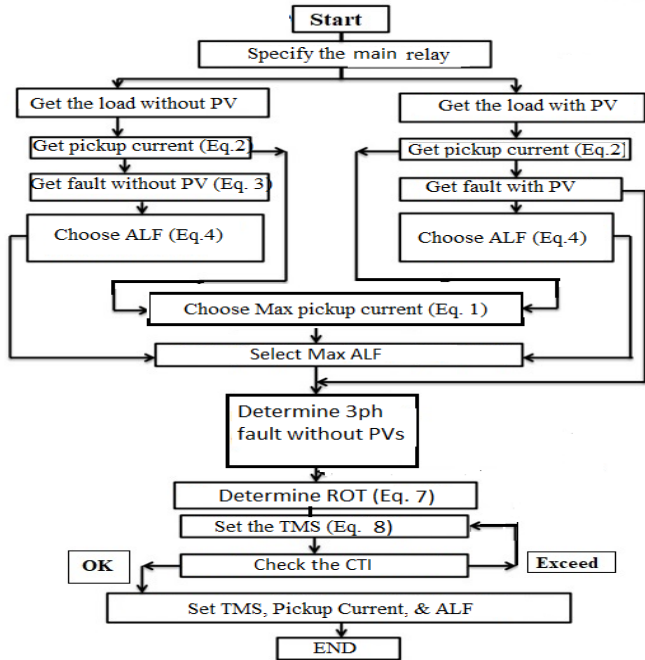 Start
Specify the main relay
Get the load without PV
Get the load with PV
Get pickup current (Eq.2)
Get pickup current (Eq.2)
Get fault without PV (Eq. 3)
Get fault with PV
Choose ALF (Eq.4)
Choose ALF (Eq.4)
Choose Max pickup current (Eq. 1)
Select Max ALF
Determine 3ph
fault without PVs
Determine ROT (Eq. 7)
Set the TMS (Eq. 8)
OK
Check the CTI
Exceed
Set TMS, Pickup Current, & ALF
END